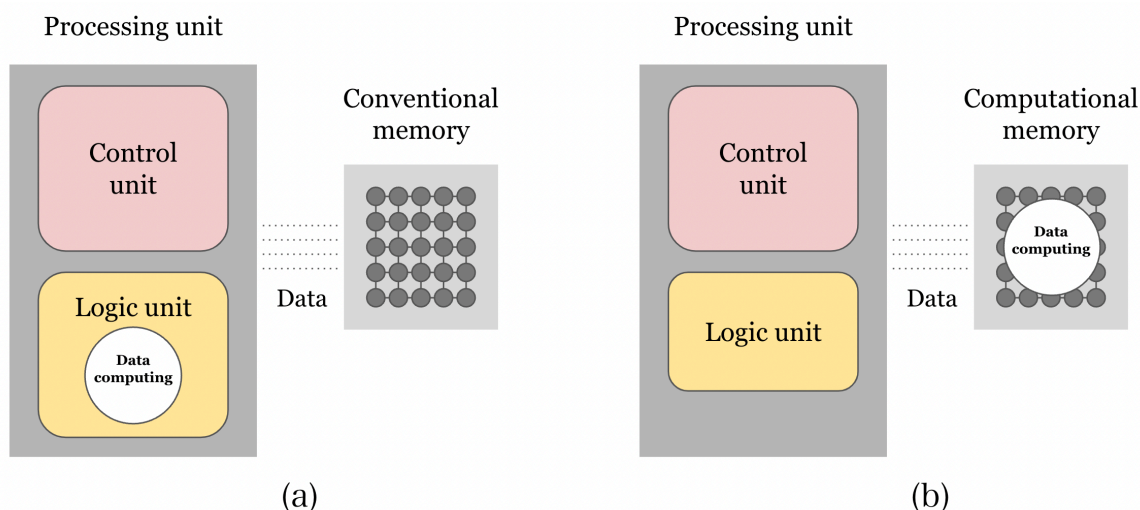 Processing unit
Control
unit
Logic unit
Data
computing
Data
Conventional
memory
(a)
Processing unit
Control
unit
Logic unit
Data
Computational
memory
Data
computing
(b)